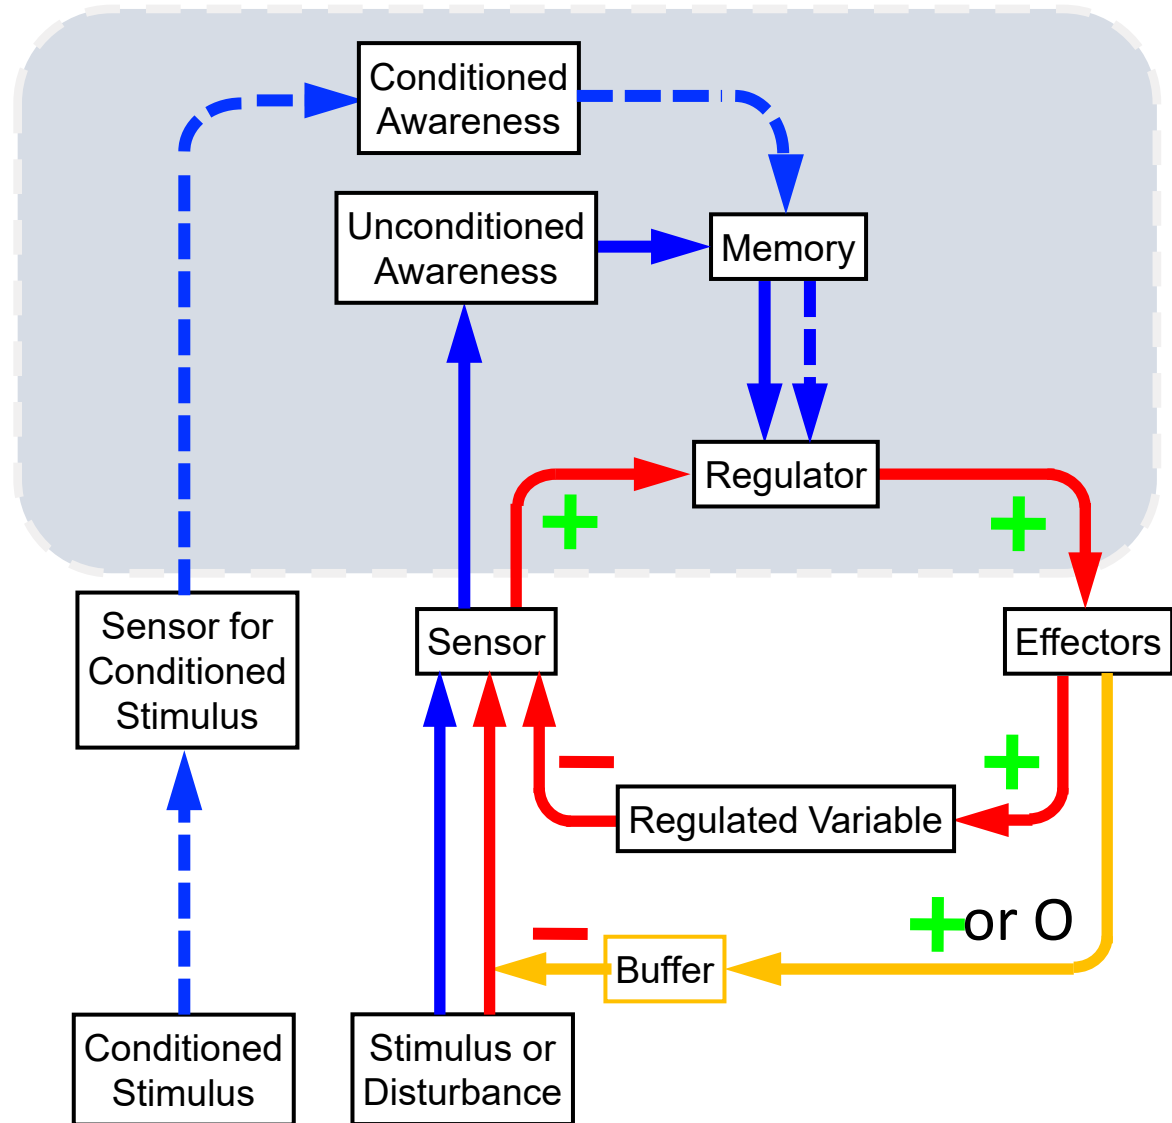 Conditioned
Awareness
Unconditioned
Awareness
Memory
Regulator
+
+
Sensor for
Conditioned
Stimulus
Sensor
Effectors
−
+
Regulated Variable
+or O
−
Buffer
Conditioned
Stimulus
Stimulus or
Disturbance